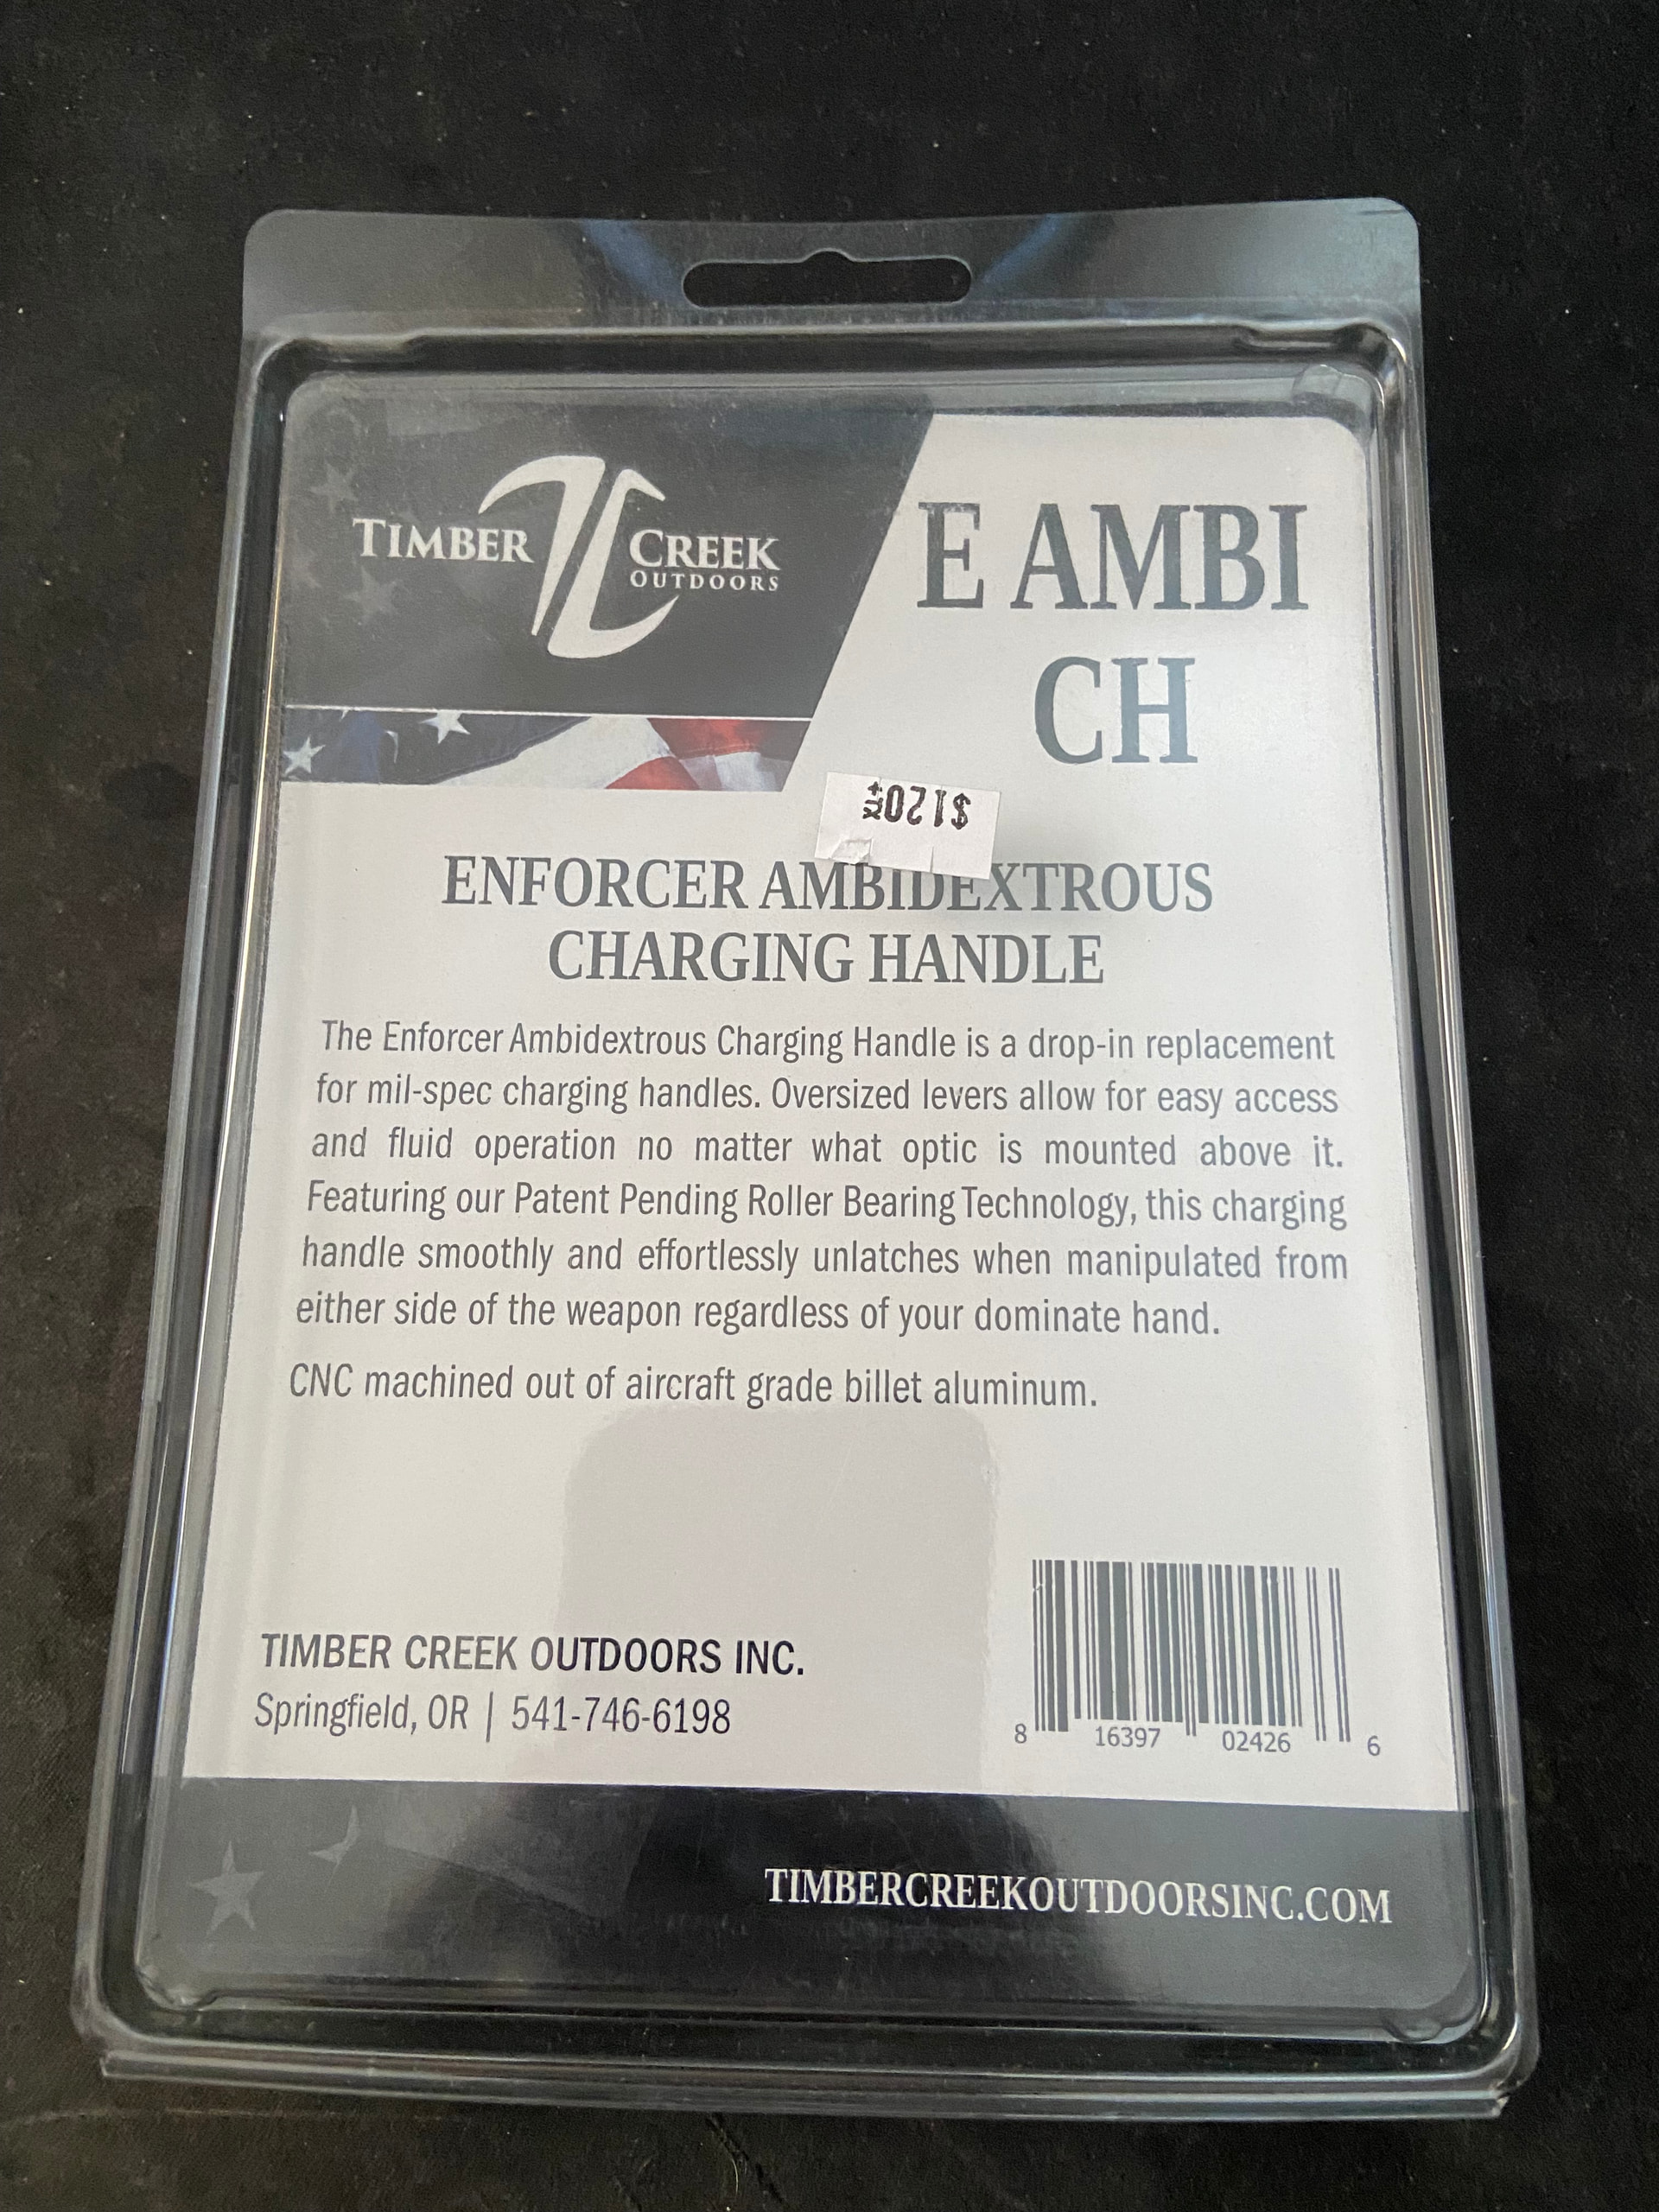 TIMBER CREEK
OUTDOORS
E AMBI
CH
$120
ENFORCER AMBIDEXTROUS
CHARGING HANDLE
The Enforcer Ambidextrous Charging Handle is a drop-in replacement
for mil-spec charging handles. Oversized levers allow for easy access
and fluid operation no matter what optic is mounted above it.
Featuring our Patent Pending Roller Bearing Technology, this charging
handle smoothly and effortlessly unlatches when manipulated from
either side of the weapon regardless of your dominate hand.
CNC machined out of aircraft grade billet aluminum.
TIMBER CREEK OUTDOORS INC.
Springfield, OR | 541-746-6198
8 16397 02426 6
TIMBERCREEKOUTDOORSINC.COM